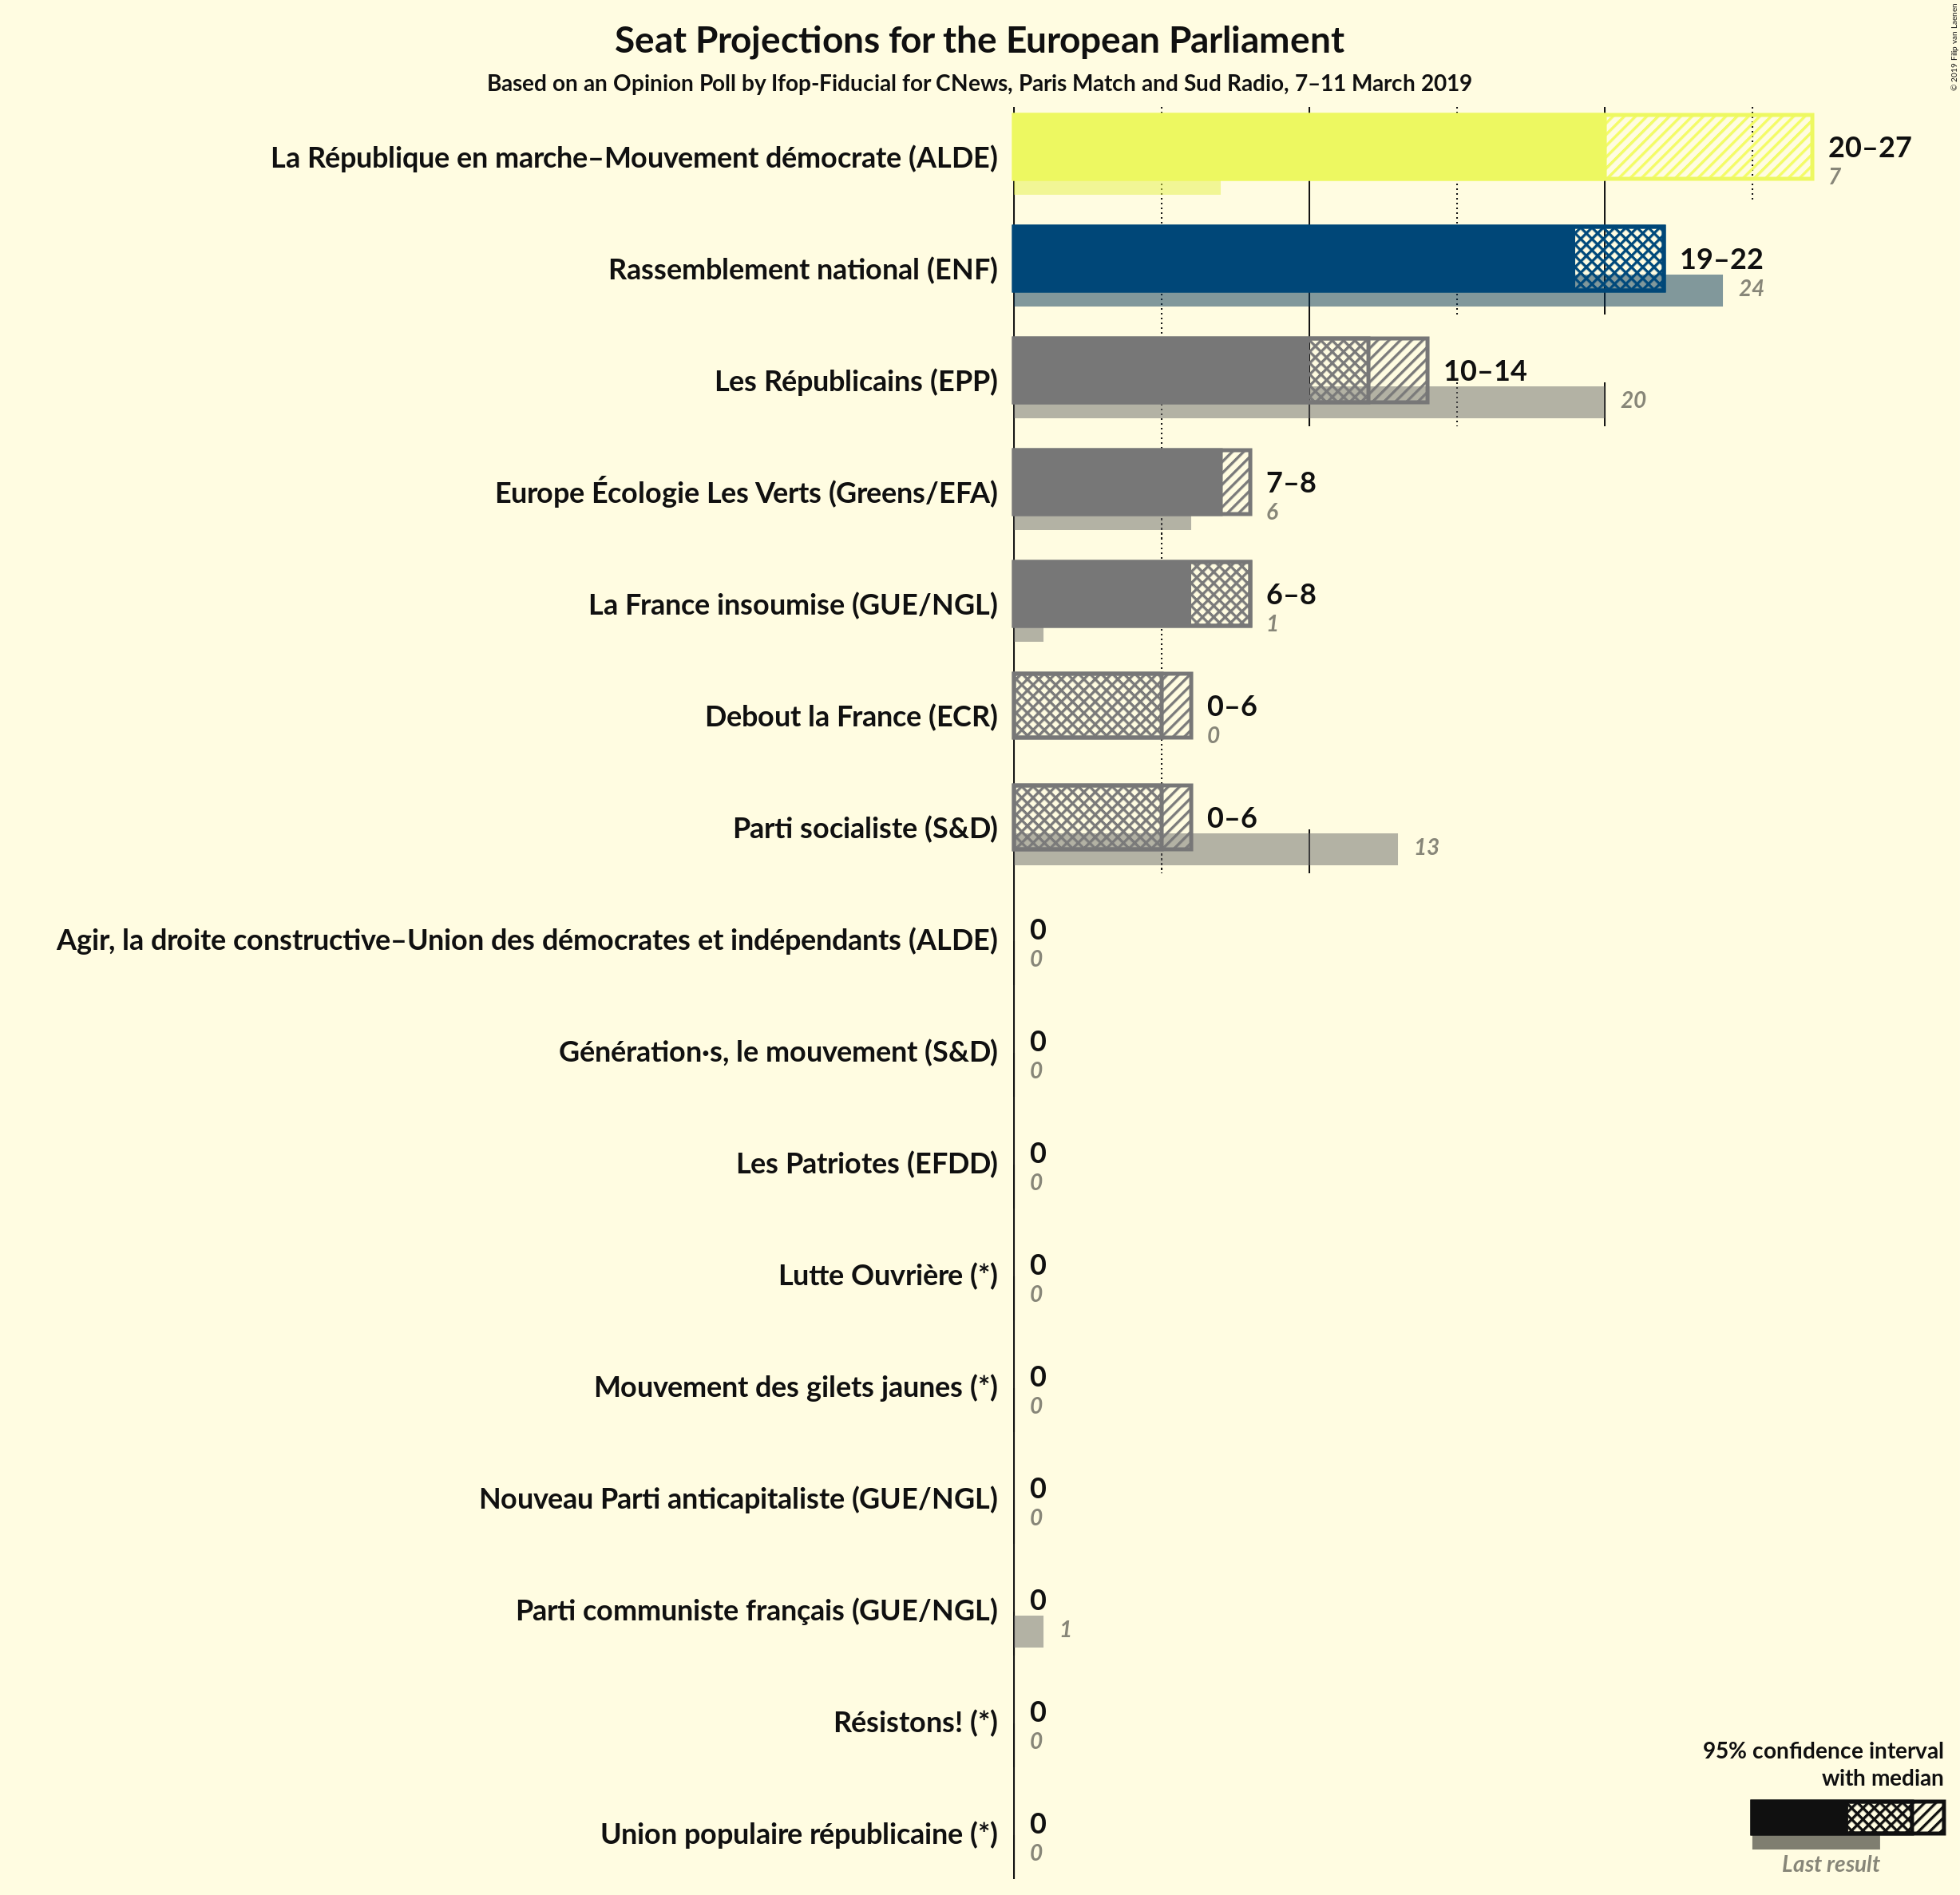 Seat Projections for the European Parliament
Based on an Opinion Poll by Ifop-Fiducial for CNews, Paris Match and Sud Radio, 7–11 March 2019
© 2019 Filip van Laenen
La République en marche–Mouvement démocrate (ALDE)
20–27
7
Rassemblement national (ENF)
19–22
24
Les Républicains (EPP)
10–14
20
Europe Écologie Les Verts (Greens/EFA)
7–8
6
La France insoumise (GUE/NGL)
6–8
1
Debout la France (ECR)
0–6
0
Parti socialiste (S&D)
0–6
13
Agir, la droite constructive–Union des démocrates et indépendants (ALDE)
0
0
Génération·s, le mouvement (S&D)
0
0
Les Patriotes (EFDD)
0
0
Lutte Ouvrière (*)
0
0
Mouvement des gilets jaunes (*)
0
0
Nouveau Parti anticapitaliste (GUE/NGL)
0
0
Parti communiste français (GUE/NGL)
0
1
Résistons! (*)
0
0
Union populaire républicaine (*)
0
0
95% confidence interval
with median
Last result